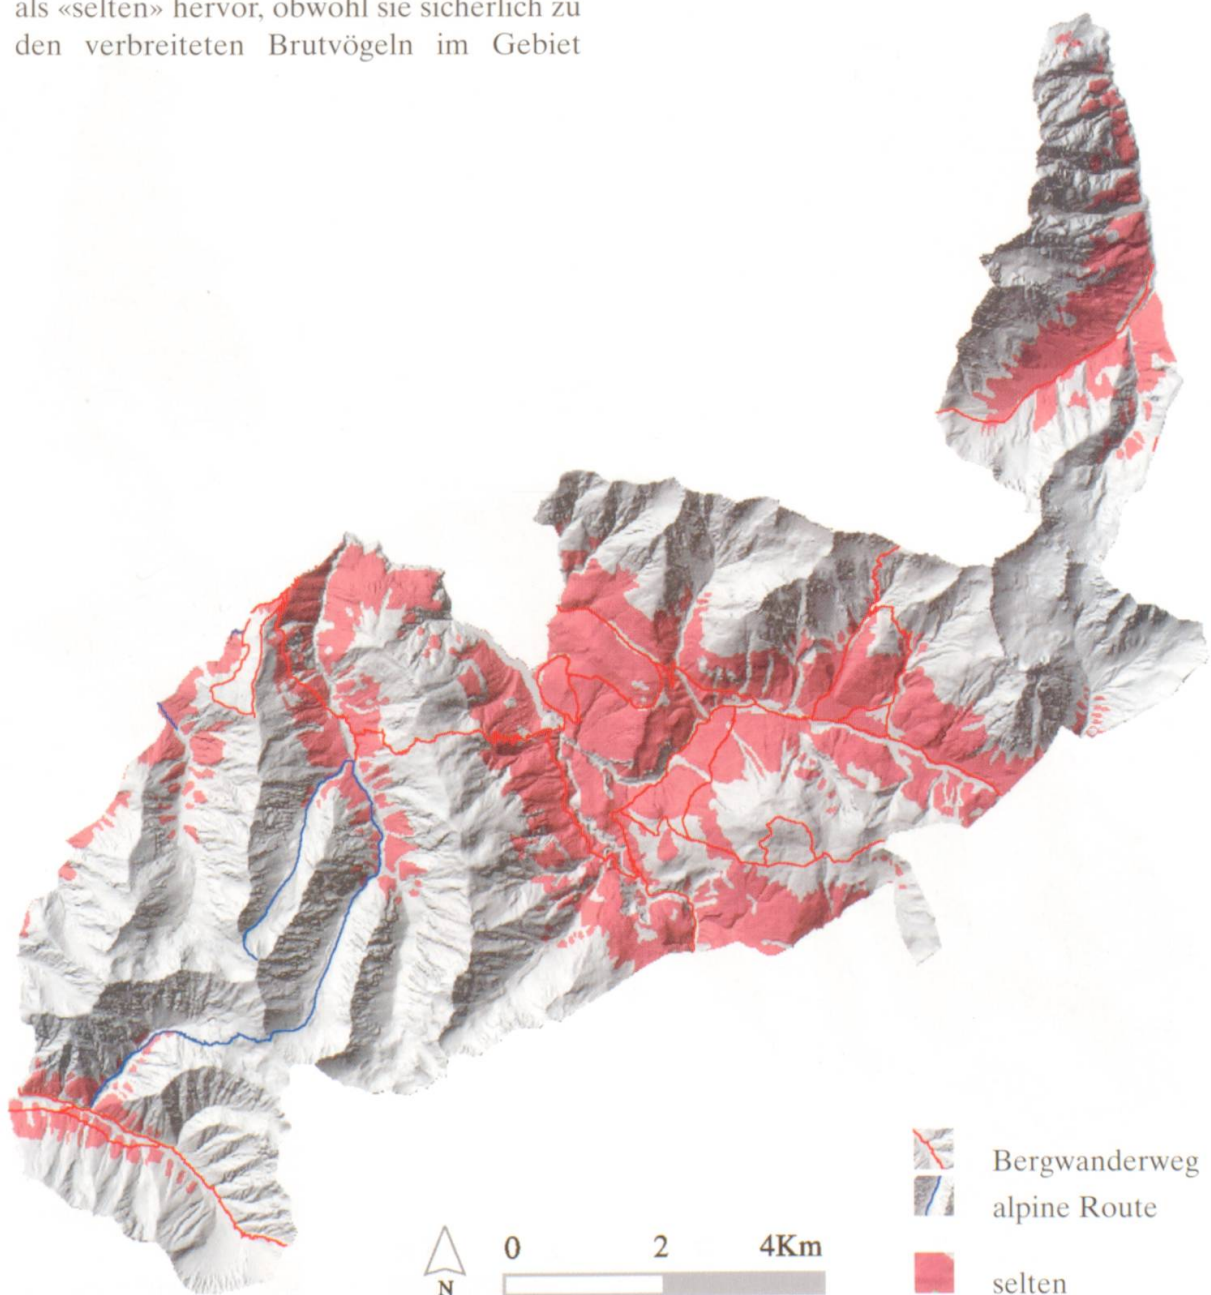 als «selten» hervor, obwohl sie sicherlich zu
den verbreiteten Brutvögeln im Gebiet
Bergwanderweg
alpine Route
selten
0 2 4Km
N